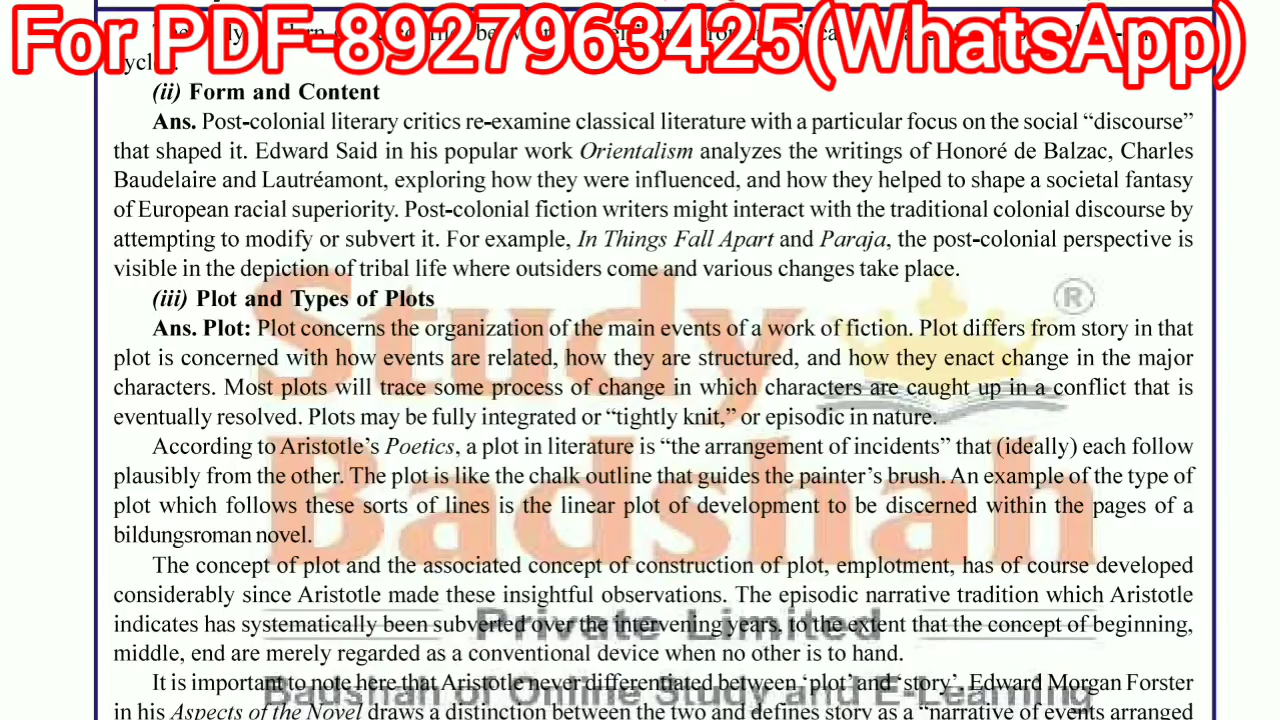 For PDF-8927963425(WhatsApp)
cycle.
(ii) Form and Content
Ans. Post-colonial literary critics re-examine classical literature with a particular focus on the social “discourse”
that shaped it. Edward Said in his popular work Orientalism analyzes the writings of Honoré de Balzac, Charles
Baudelaire and Lautréamont, exploring how they were influenced, and how they helped to shape a societal fantasy
of European racial superiority. Post-colonial fiction writers might interact with the traditional colonial discourse by
attempting to modify or subvert it. For example, In Things Fall Apart and Paraja, the post-colonial perspective is
visible in the depiction of tribal life where outsiders come and various changes take place.
(iii) Plot and Types of Plots
®
Ans. Plot: Plot concerns the organization of the main events of a work of fiction. Plot differs from story in that
plot is concerned with how events are related, how they are structured, and how they enact change in the major
characters. Most plots will trace some process of change in which characters are caught up in a conflict that is
eventually resolved. Plots may be fully integrated or “tightly knit,” or episodic in nature.
Study
According to Aristotle’s Poetics, a plot in literature is “the arrangement of incidents” that (ideally) each follow
plausibly from the other. The plot is like the chalk outline that guides the painter’s brush. An example of the type of
plot which follows these sorts of lines is the linear plot of development to be discerned within the pages of a
bildungsroman novel.
Badshah
The concept of plot and the associated concept of construction of plot, emplotment, has of course developed
considerably since Aristotle made these insightful observations. The episodic narrative tradition which Aristotle
indicates has systematically been subverted over the intervening years, to the extent that the concept of beginning,
Private Limited
middle, end are merely regarded as a conventional device when no other is to hand.
It is important to note here that Aristotle never differentiated between ‘plot’ and ‘story’. Edward Morgan Forster
Badshah of Online Study and E-Learning
in his Aspects of the Novel draws a distinction between the two and defines story as a “narrative of events arranged